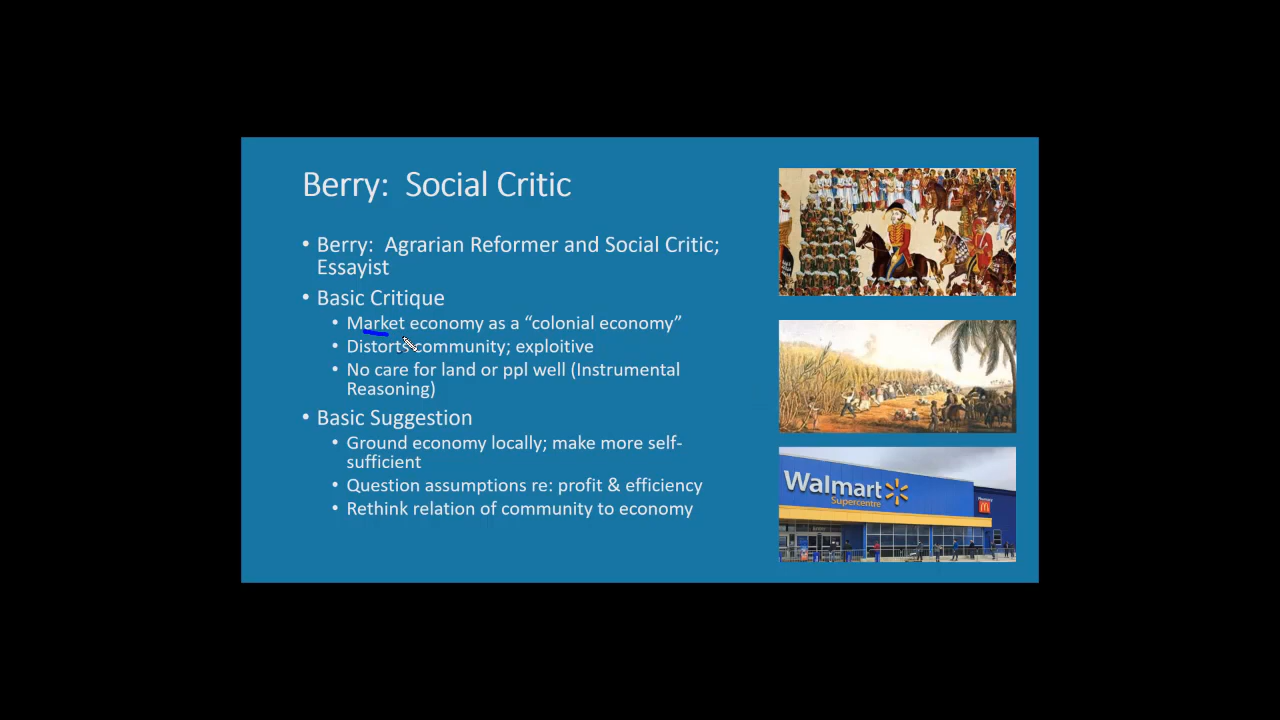 Berry:  Social Critic
• Berry:  Agrarian Reformer and Social Critic;
Essayist
• Basic Critique
• Market economy as a “colonial economy”
• Distorts community; exploitive
• No care for land or ppl well (Instrumental
Reasoning)
• Basic Suggestion
• Ground economy locally; make more self-
sufficient
• Question assumptions re: profit & efficiency
• Rethink relation of community to economy
Walmart
Supercentre
Pharmacy